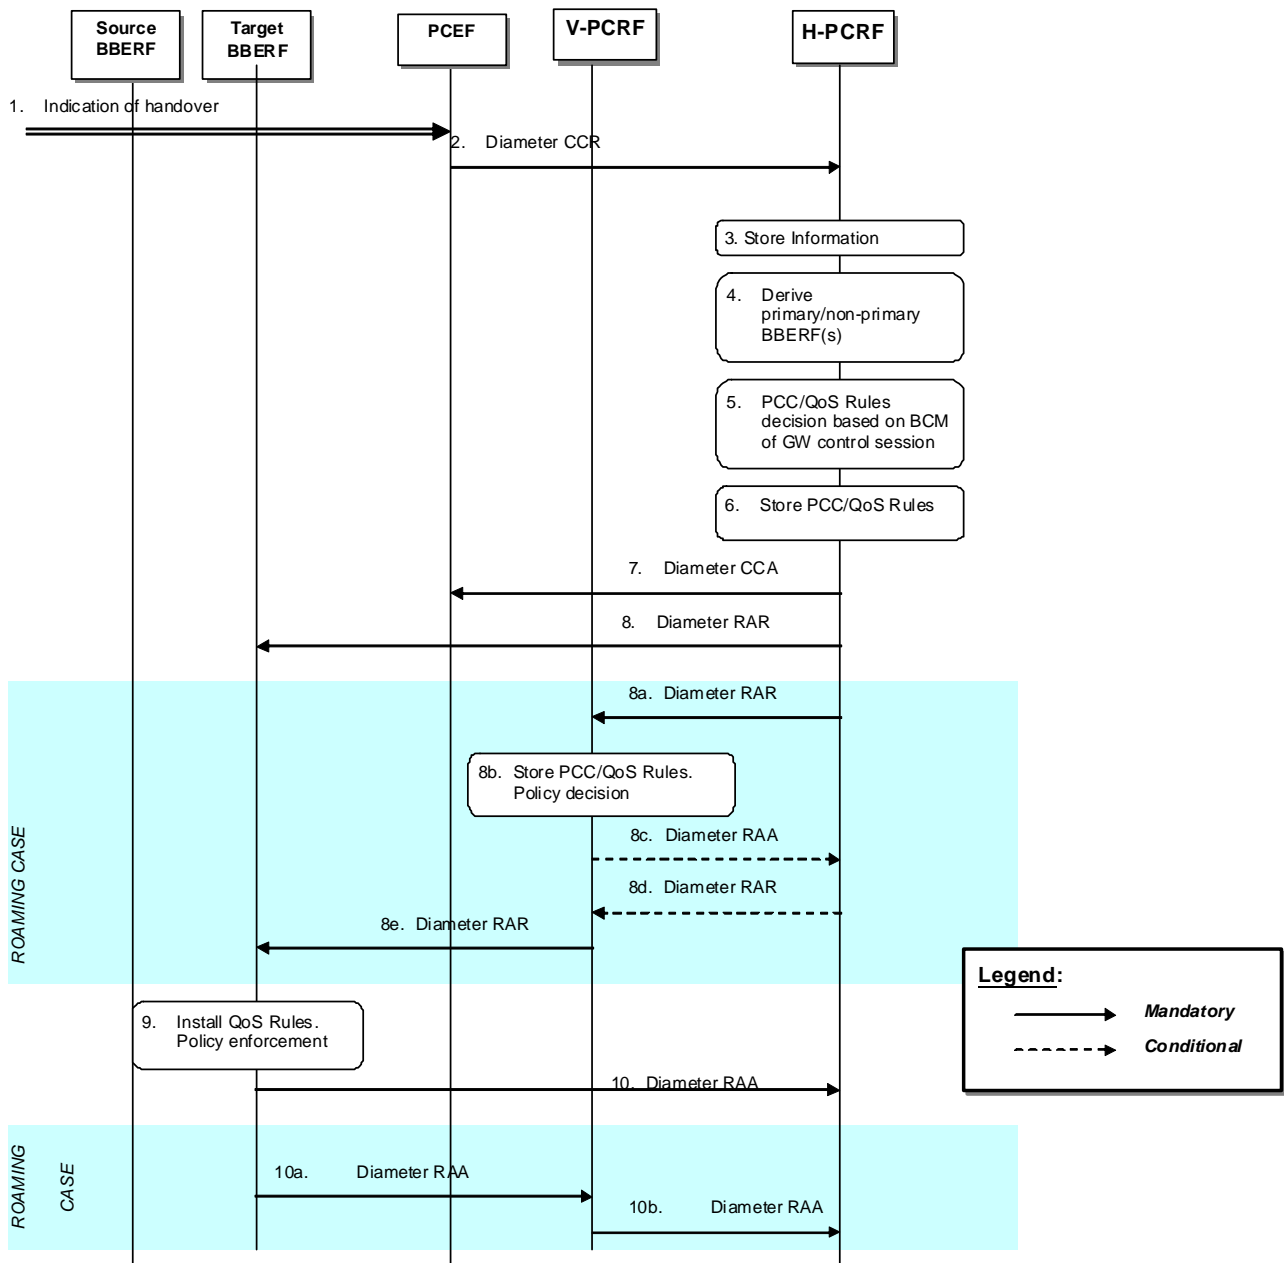 Source
BBERF
Target
BBERF
PCEF
V-PCRF
H-PCRF
1. Indication of handover
2. Diameter CCR
3. Store Information
4. Derive
primary/non-primary
BBERF(s)
5. PCC/QoS Rules
decision based on BCM
of GW control session
6. Store PCC/QoS Rules
7. Diameter CCA
8. Diameter RAR
8a. Diameter RAR
8b. Store PCC/QoS Rules.
Policy decision
8c. Diameter RAA
8d. Diameter RAR
8e. Diameter RAR
ROAMING CASE
Legend:
Mandatory
Conditional
9. Install QoS Rules.
Policy enforcement
10. Diameter RAA
ROAMING
CASE
10a. Diameter RAA
10b. Diameter RAA